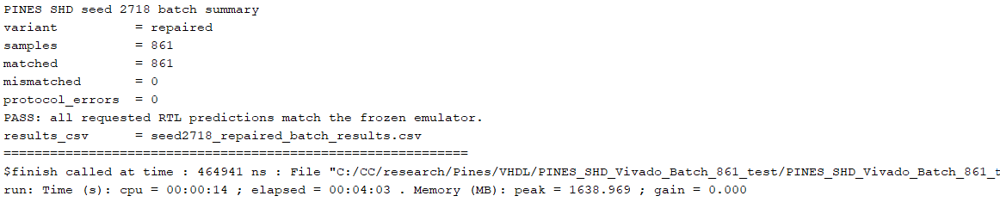 PINES SHD seed 2718 batch summary
variant           = repaired
samples           = 861
matched           = 861
mismatched        = 0
protocol_errors   = 0
PASS: all requested RTL predictions match the frozen emulator.
results_csv       = seed2718_repaired_batch_results.csv
============================================================
$finish called at time : 464941 ns : File "C:/CC/research/Pines/VHDL/PINES_SHD_Vivado_Batch_861_test/PINES_SHD_Vivado_Batch_861_t
run: Time (s): cpu = 00:00:14 ; elapsed = 00:04:03 . Memory (MB): peak = 1638.969 ; gain = 0.000